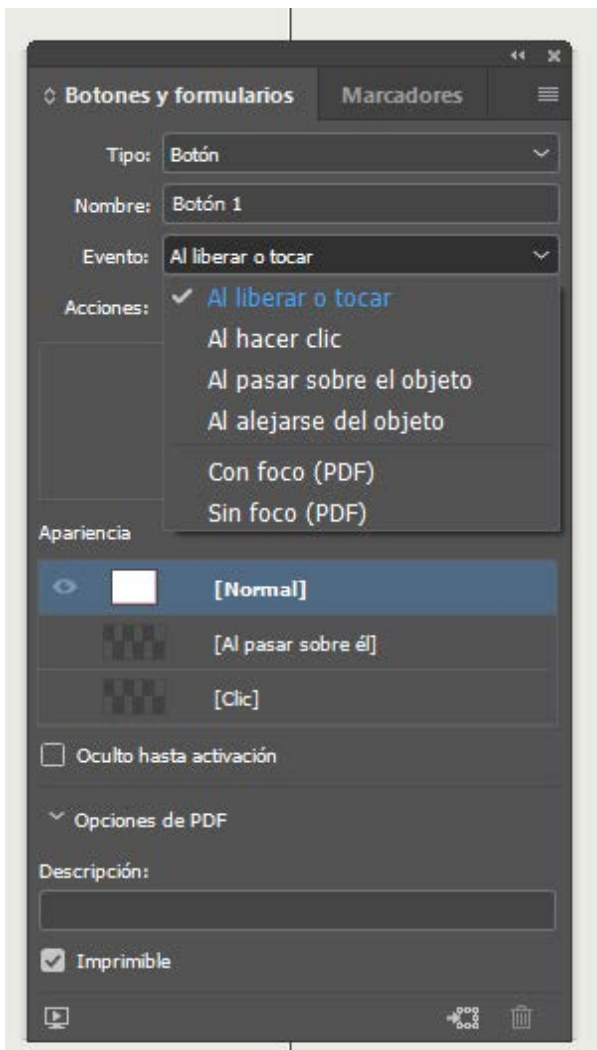 Botones y formularios Marcadores
Tipo: Botón
Nombre: Botón 1
Evento: Al liberar o tocar
Acciones: Al liberar o tocar
Al hacer clic
Al pasar sobre el objeto
Al alejarse del objeto
Con foco (PDF)
Sin foco (PDF)
Apariencia
[Normal]
[Al pasar sobre él]
[Clic]
Oculto hasta activación
Opciones de PDF
Descripción:
Imprimible